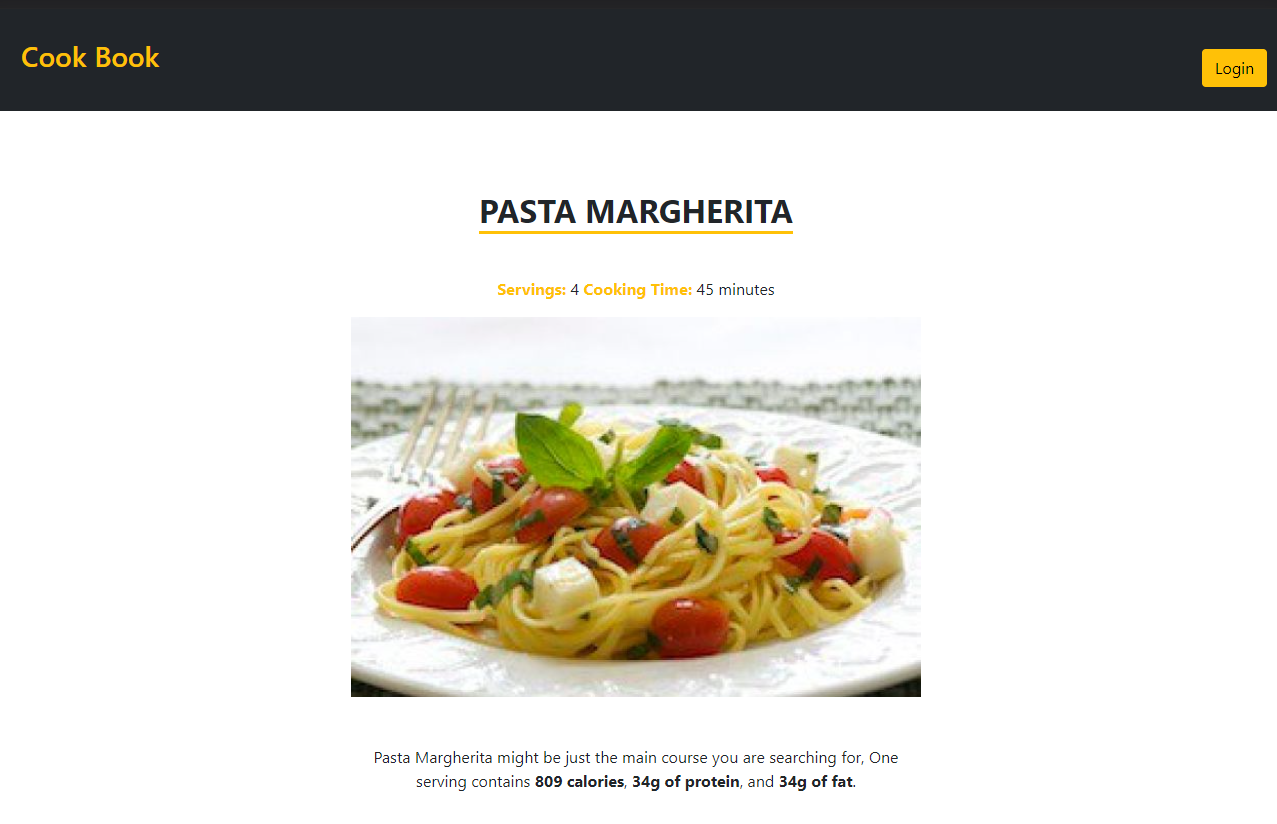 Cook Book
Login
PASTA MARGHERITA
Servings: 4 Cooking Time: 45 minutes
Pasta Margherita might be just the main course you are searching for, One
serving contains 809 calories, 34g of protein, and 34g of fat.